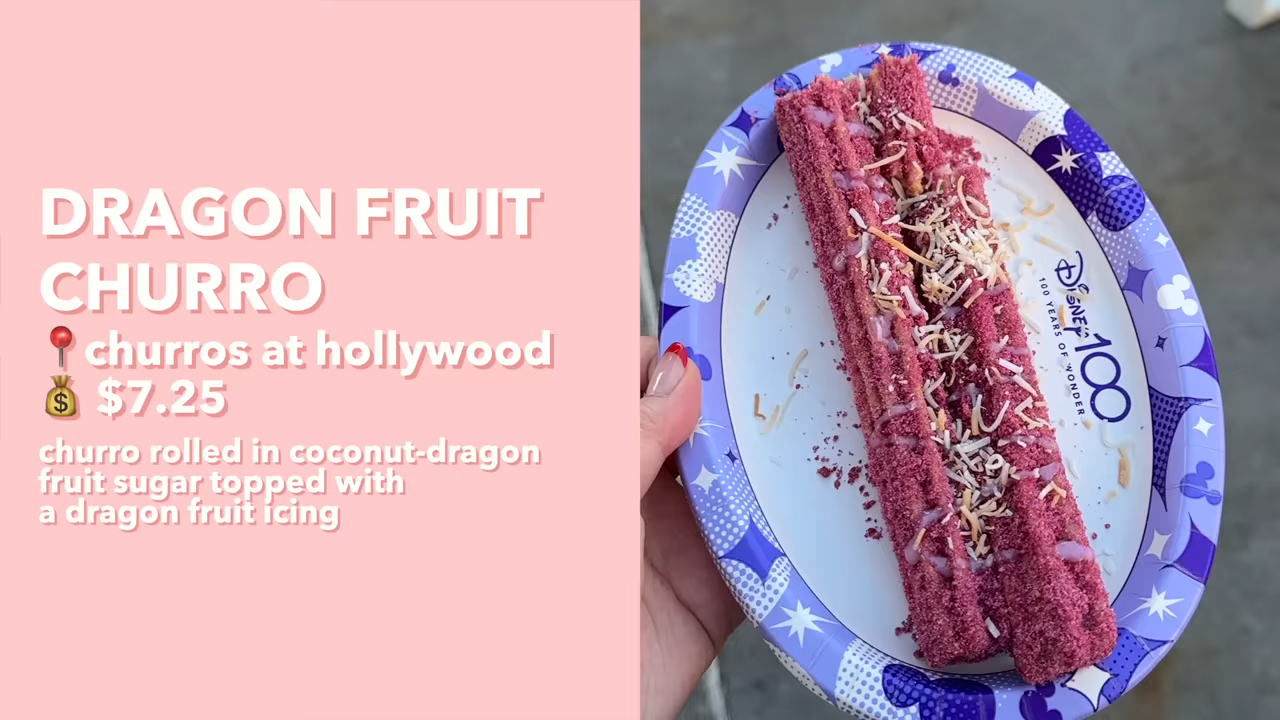 DRAGON FRUIT
CHURRO
📍churros at hollywood
💰 $7.25
churro rolled in coconut-dragon
fruit sugar topped with
a dragon fruit icing
Disney100
100 YEARS OF WONDER